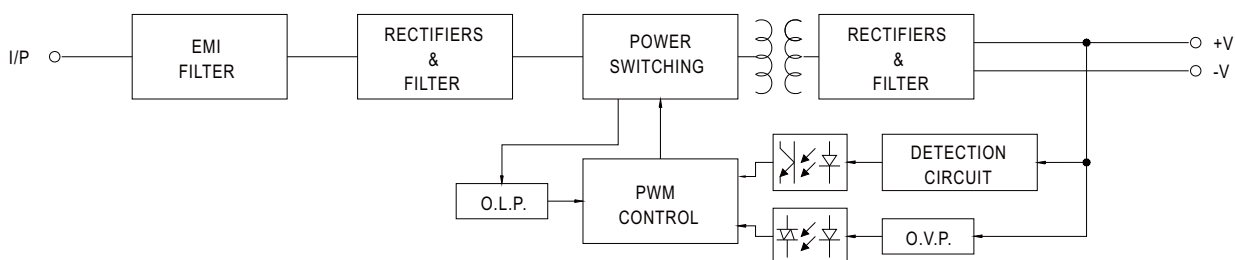 I/P
EMI
FILTER
RECTIFIERS
&
FILTER
POWER
SWITCHING
RECTIFIERS
&
FILTER
+V
-V
O.L.P.
PWM
CONTROL
DETECTION
CIRCUIT
O.V.P.